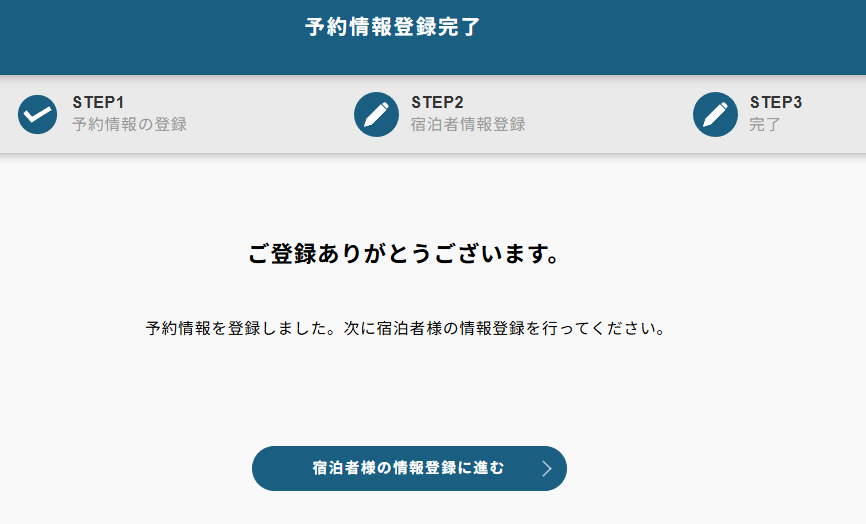 予約情報登録完了
STEP1
予約情報の登録
STEP2
宿泊者情報登録
STEP3
完了
ご登録ありがとうございます。
予約情報を登録しました。次に宿泊者様の情報登録を行ってください。
宿泊者様の情報登録に進む